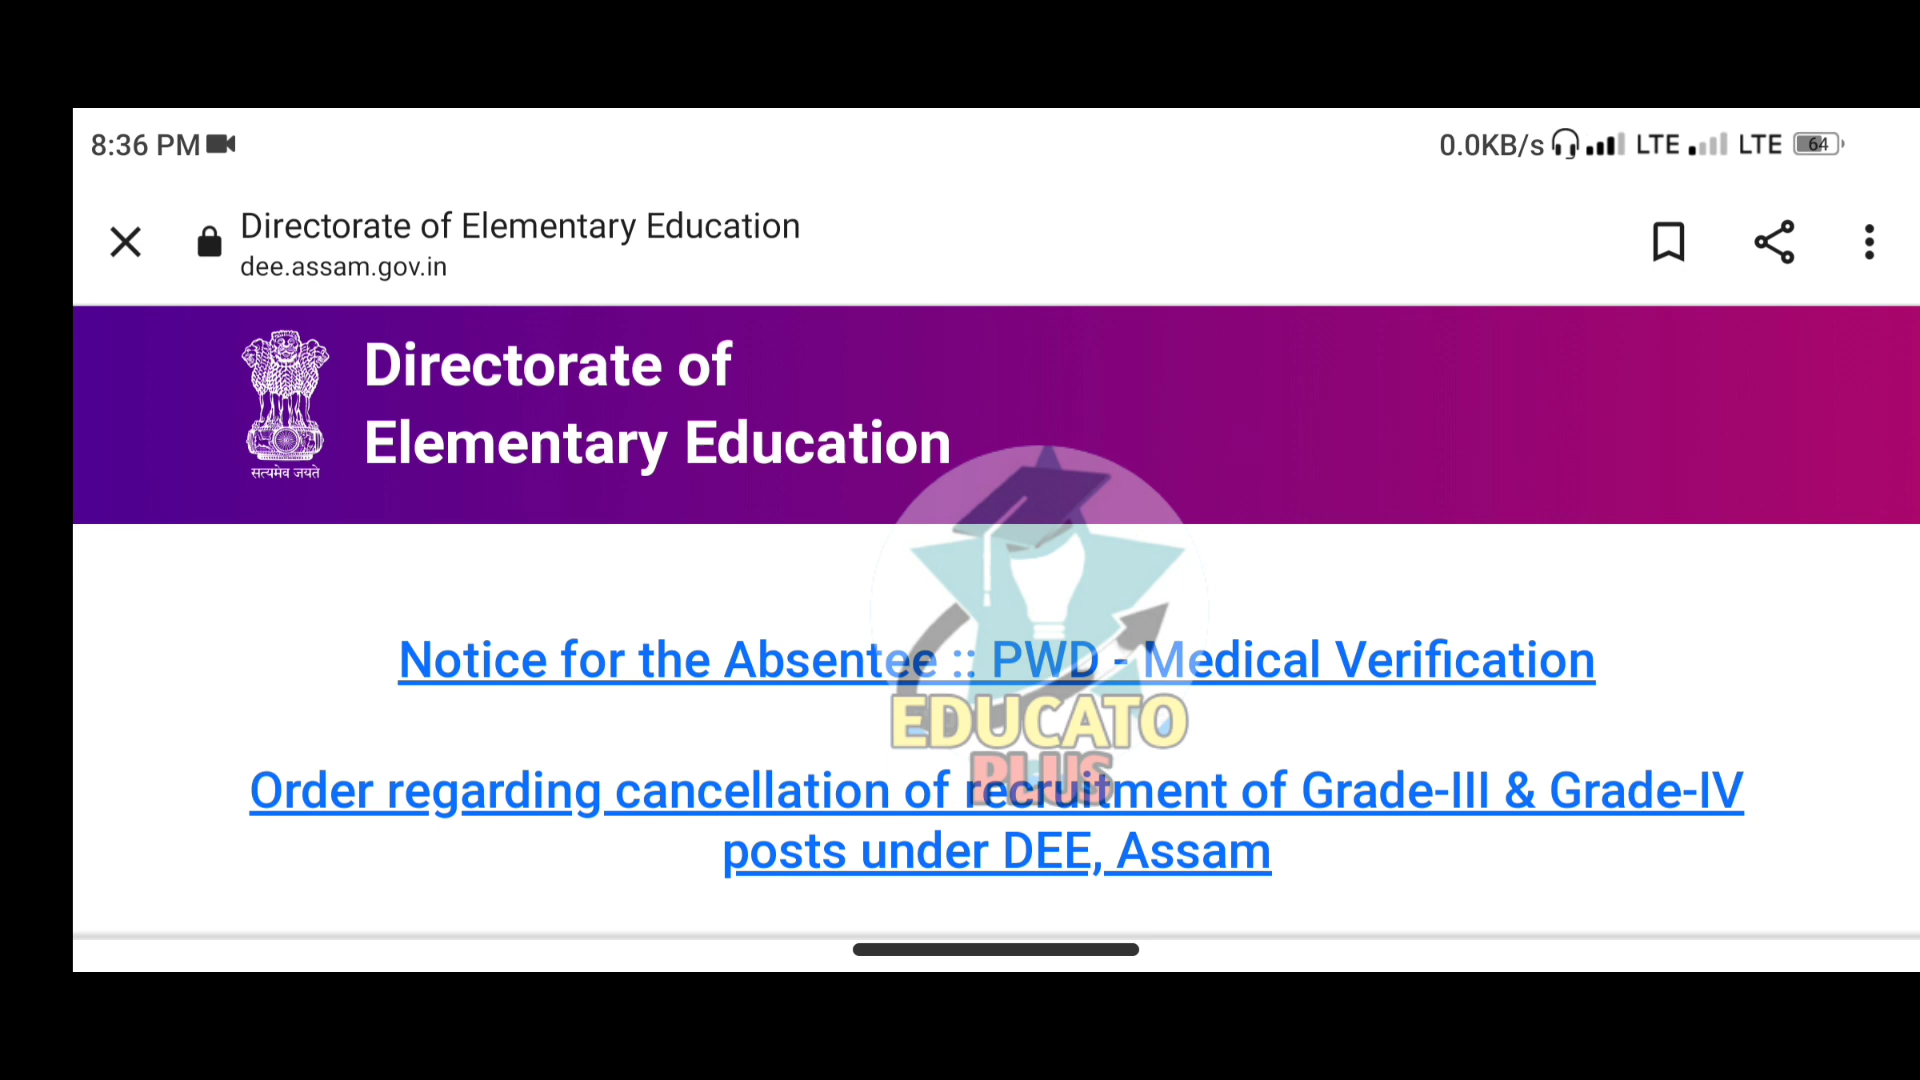 8:36 PM
0.0KB/s LTE LTE 64
Directorate of Elementary Education
dee.assam.gov.in
Directorate of
Elementary Education
सत्यमेव जयते
Notice for the Absentee :: PWD - Medical Verification
EDUCATO
PLUS
Order regarding cancellation of recruitment of Grade-III & Grade-IV
posts under DEE, Assam